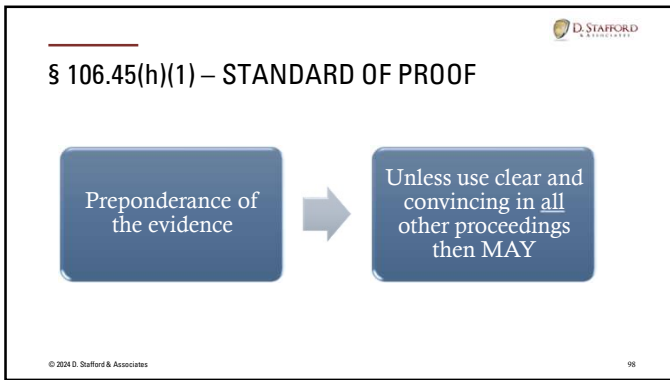 D. STAFFORD
& ASSOCIATES
§ 106.45(h)(1) – STANDARD OF PROOF
Preponderance of
the evidence
Unless use clear and
convincing in all
other proceedings
then MAY
© 2024 D. Stafford & Associates
98